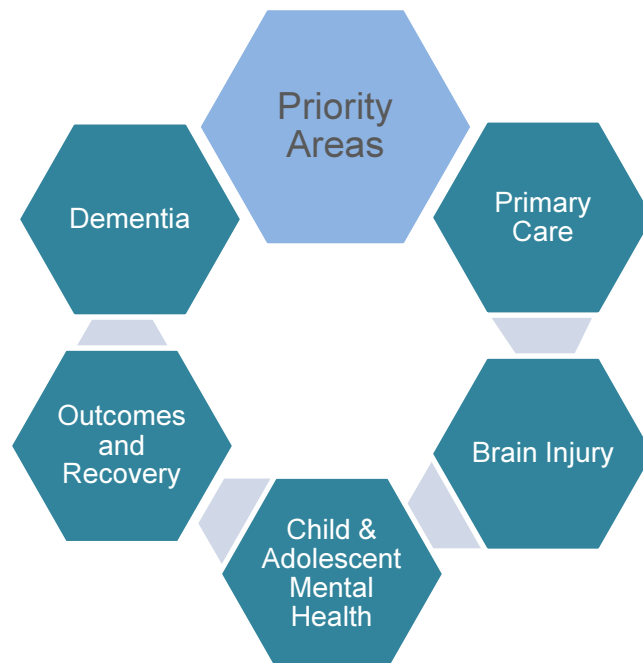 Priority
Areas
Primary
Care
Brain Injury
Child &
Adolescent
Mental
Health
Outcomes
and
Recovery
Dementia